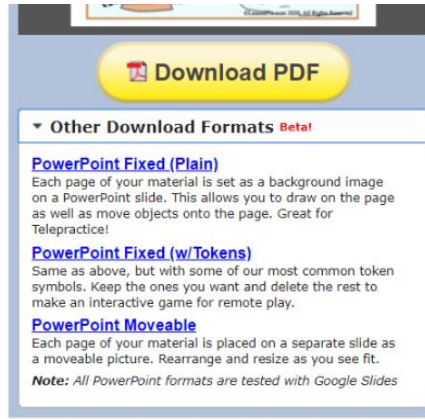 Download PDF
Other Download Formats Beta!
PowerPoint Fixed (Plain)
Each page of your material is set as a background image
on a PowerPoint slide. This allows you to draw on the page
as well as move objects onto the page. Great for
Telepractice!
PowerPoint Fixed (w/Tokens)
Same as above, but with some of our most common token
symbols. Keep the ones you want and delete the rest to
make an interactive game for remote play.
PowerPoint Moveable
Each page of your material is placed on a separate slide as
a moveable picture. Rearrange and resize as you see fit.
Note: All PowerPoint formats are tested with Google Slides